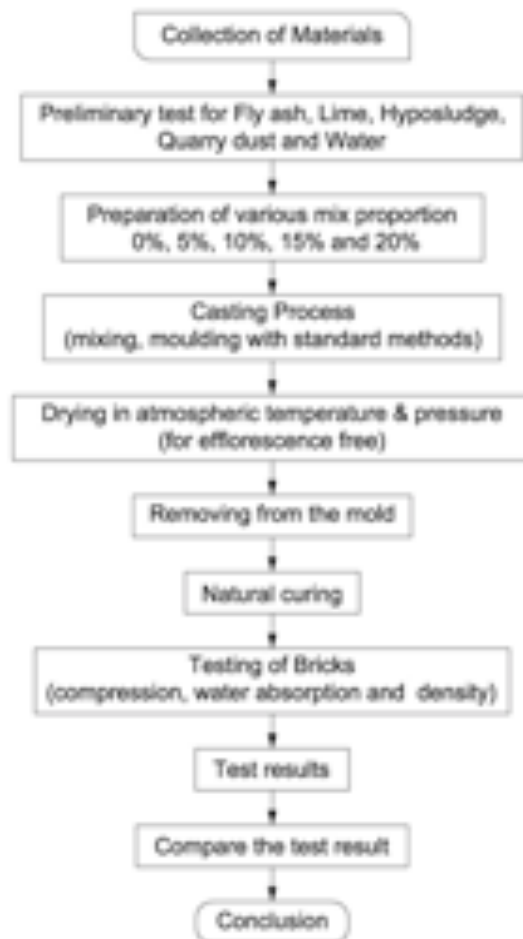 Collection of Materials
Preliminary test for Fly ash, Lime, Hyposludge,
Quarry dust and Water
Preparation of various mix proportion
0%, 5%, 10%, 15% and 20%
Casting Process
(mixing, moulding with standard methods)
Drying in atmospheric temperature & pressure
(for efflorescence free)
Removing from the mold
Natural curing
Testing of Bricks
(compression, water absorption and density)
Test results
Compare the test result
Conclusion